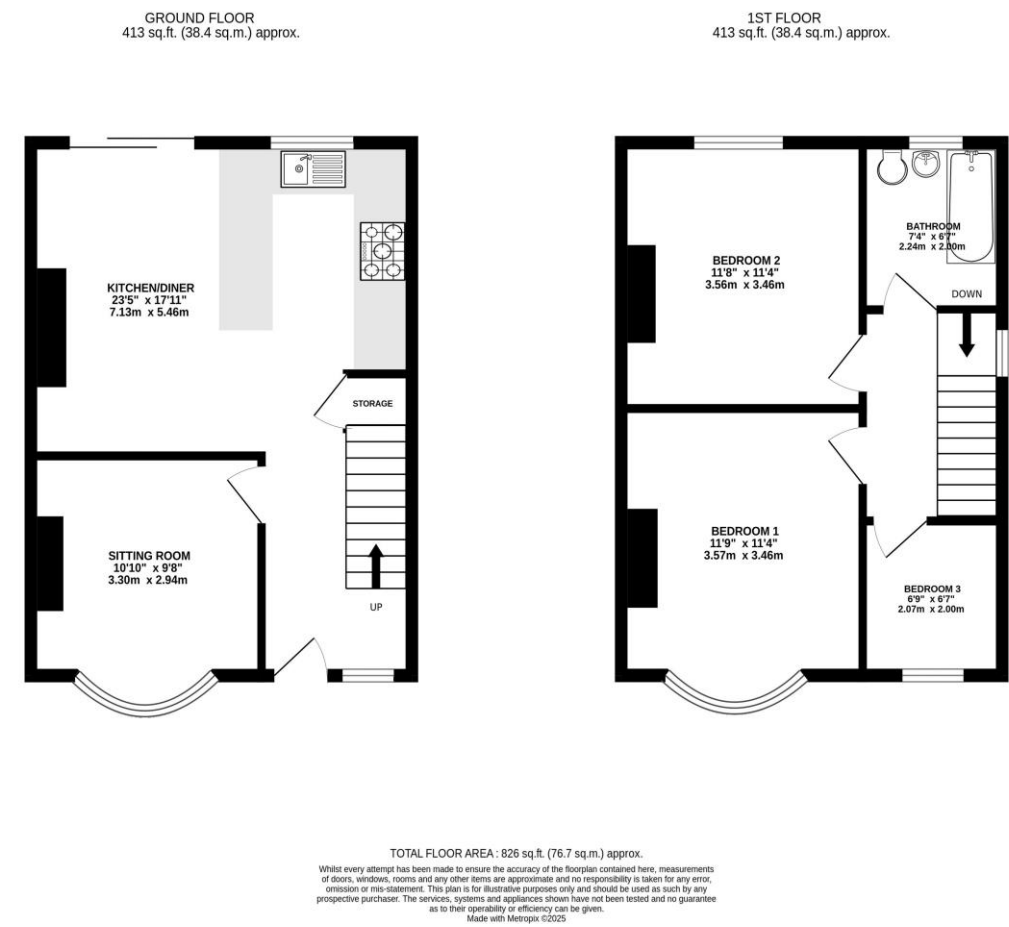 GROUND FLOOR
413 sq.ft. (38.4 sq.m.) approx.
KITCHEN/DINER
23'5" x 17'11"
7.13m x 5.46m
STORAGE
SITTING ROOM
10'10" x 9'8"
3.30m x 2.94m
UP
1ST FLOOR
413 sq.ft. (38.4 sq.m.) approx.
BATHROOM
7'4" x 6'7"
2.24m x 2.00m
BEDROOM 2
11'8" x 11'4"
3.56m x 3.46m
DOWN
BEDROOM 1
11'9" x 11'4"
3.57m x 3.46m
BEDROOM 3
6'9" x 6'7"
2.07m x 2.00m
TOTAL FLOOR AREA : 826 sq.ft. (76.7 sq.m.) approx.
Whilst every attempt has been made to ensure the accuracy of the floorplan contained here, measurements
of doors, windows, rooms and any other items are approximate and no responsibility is taken for any error,
omission or mis-statement. This plan is for illustrative purposes only and should be used as such by any
prospective purchaser. The services, systems and appliances shown have not been tested and no guarantee
as to their operability or efficiency can be given.
Made with Metropix ©2025